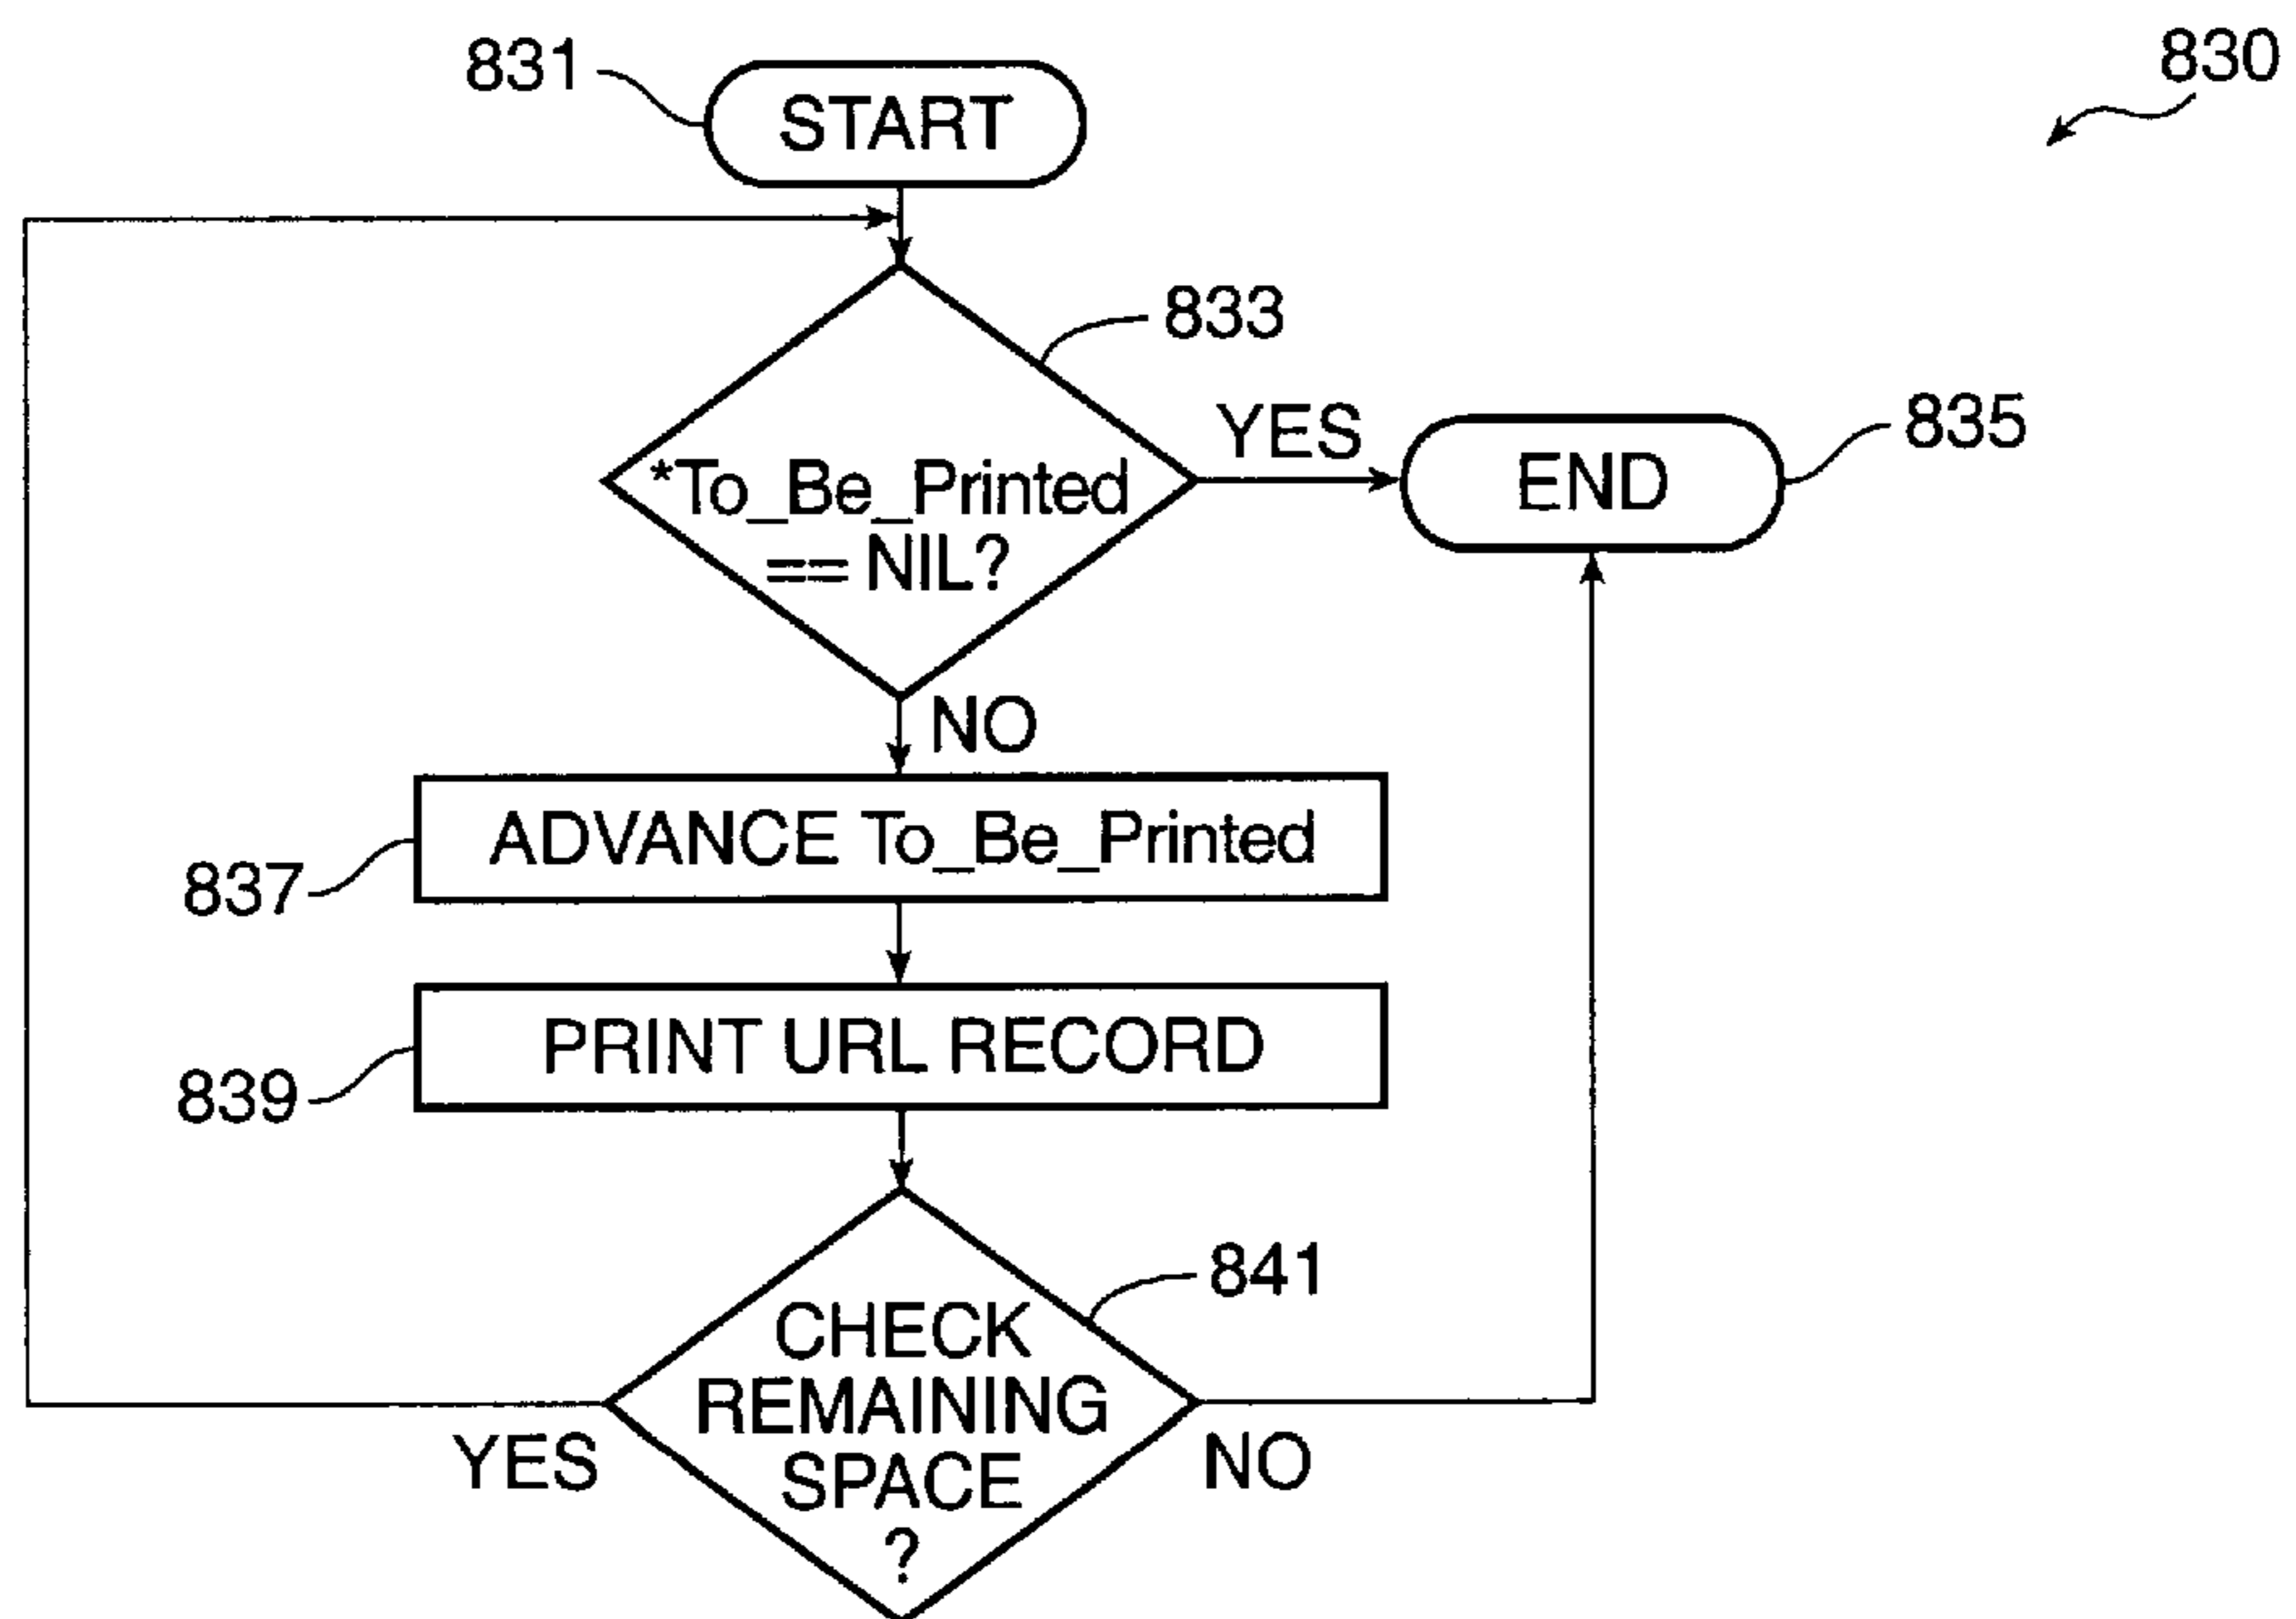 831
START
830
833
*To_Be_Printed
== NIL?
YES
END
835
NO
ADVANCE To_Be_Printed
837
PRINT URL RECORD
839
841
CHECK
REMAINING
SPACE
?
YES
NO